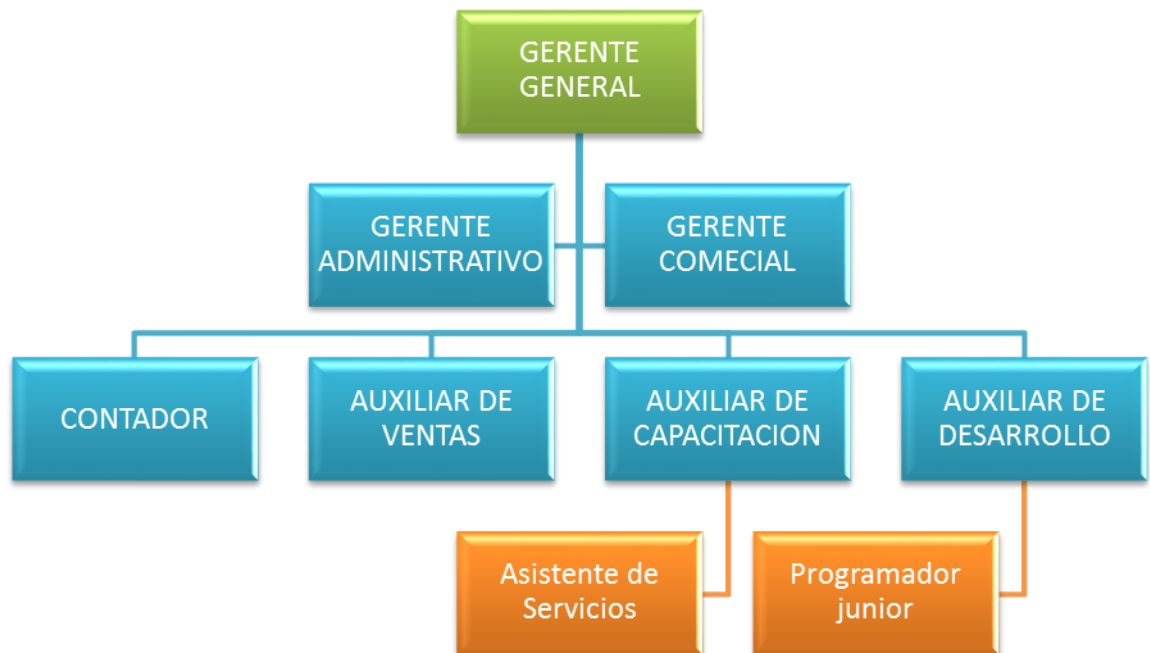 GERENTE
GENERAL
GERENTE
ADMINISTRATIVO
GERENTE
COMECIAL
CONTADOR
AUXILIAR DE
VENTAS
AUXILIAR DE
CAPACITACION
AUXILIAR DE
DESARROLLO
Asistente de
Servicios
Programador
junior